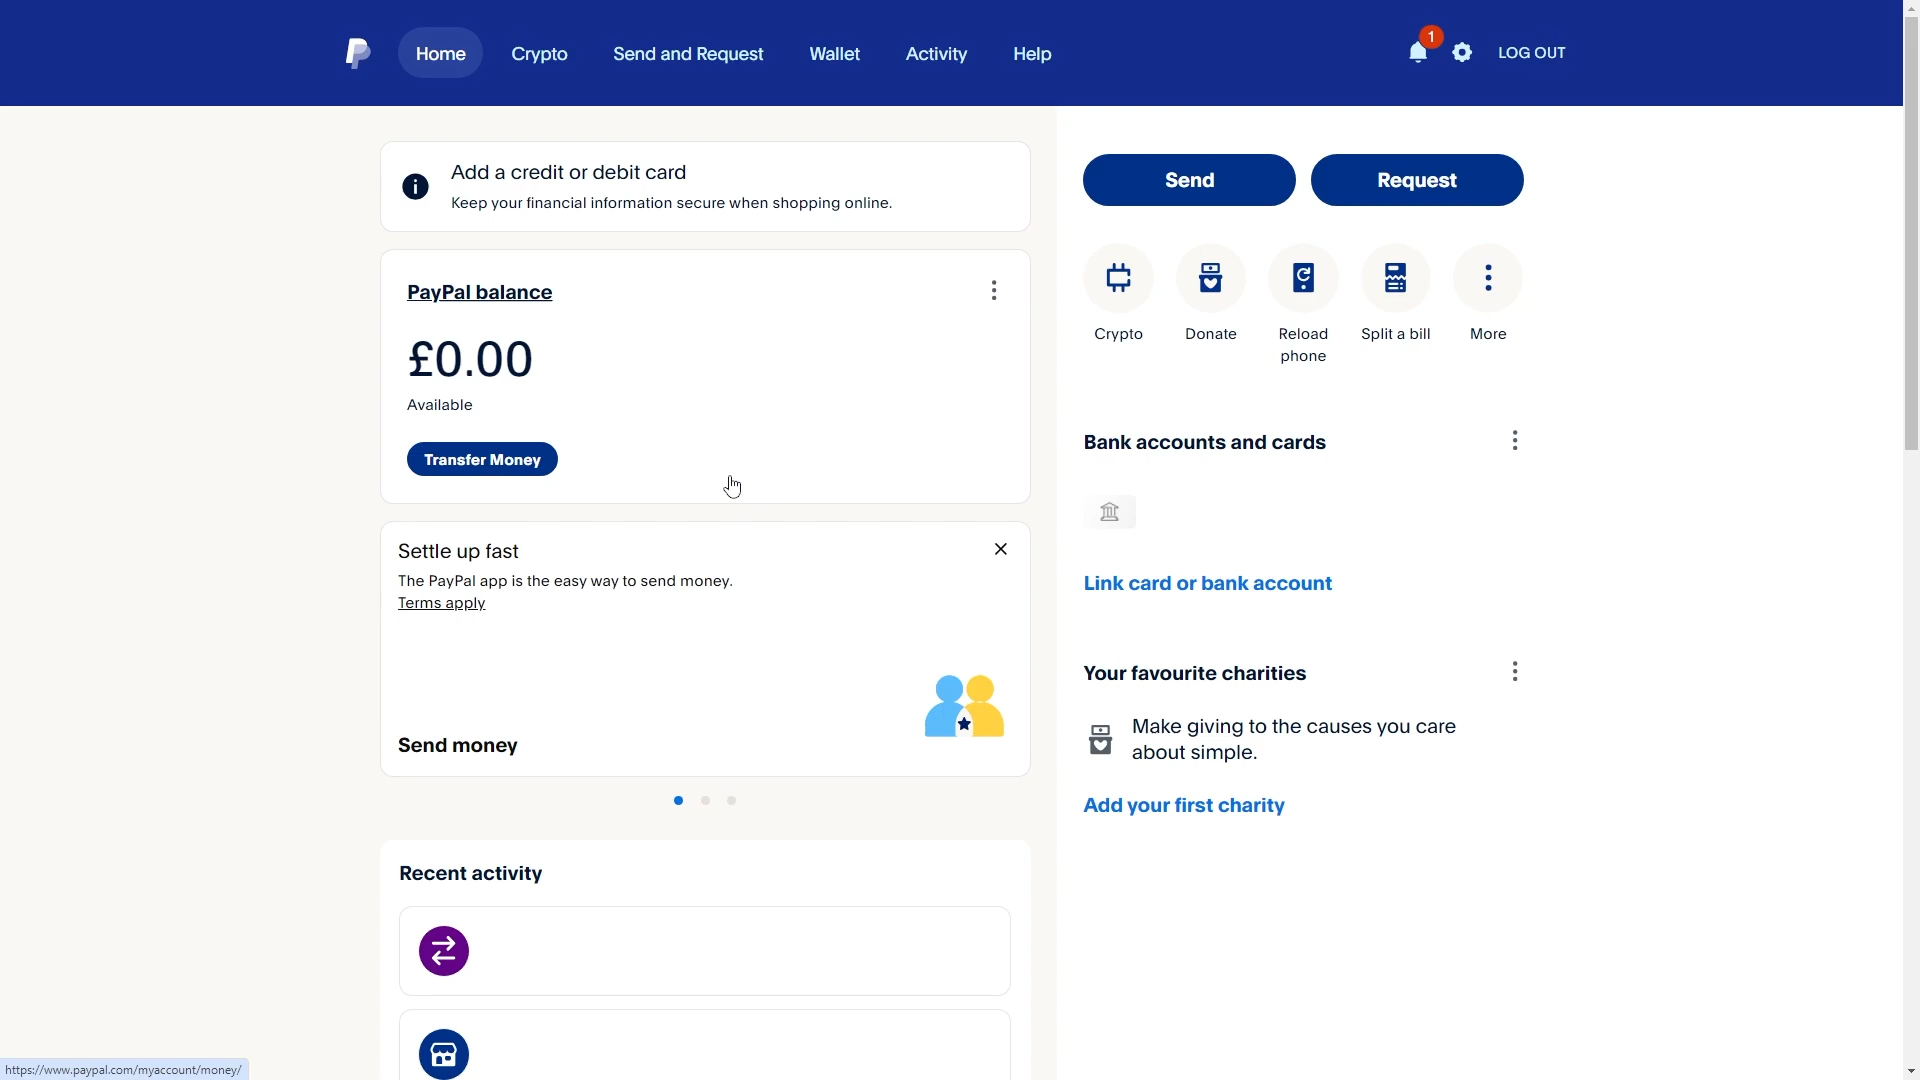 Home
Crypto
Send and Request
Wallet
Activity
Help
1
LOG OUT
Add a credit or debit card
Keep your financial information secure when shopping online.
PayPal balance
£0.00
Available
Transfer Money
Settle up fast
The PayPal app is the easy way to send money.
Terms apply
Send money
Recent activity
Send
Request
Crypto
Donate
Reload
phone
Split a bill
More
Bank accounts and cards
Link card or bank account
Your favourite charities
Make giving to the causes you care
about simple.
Add your first charity
https://www.paypal.com/myaccount/money/